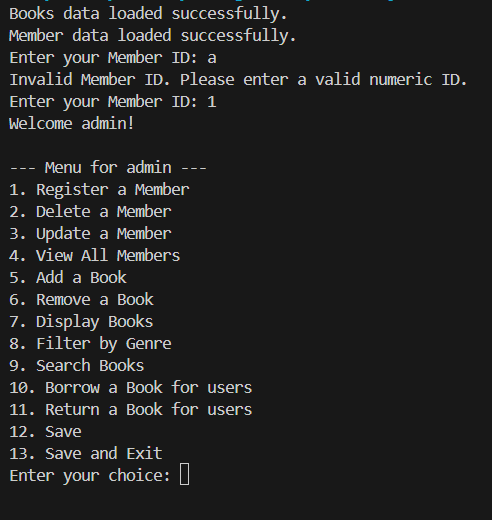 Books data loaded successfully.
Member data loaded successfully.
Enter your Member ID: a
Invalid Member ID. Please enter a valid numeric ID.
Enter your Member ID: 1
Welcome admin!

--- Menu for admin ---
1. Register a Member
2. Delete a Member
3. Update a Member
4. View All Members
5. Add a Book
6. Remove a Book
7. Display Books
8. Filter by Genre
9. Search Books
10. Borrow a Book for users
11. Return a Book for users
12. Save
13. Save and Exit
Enter your choice: